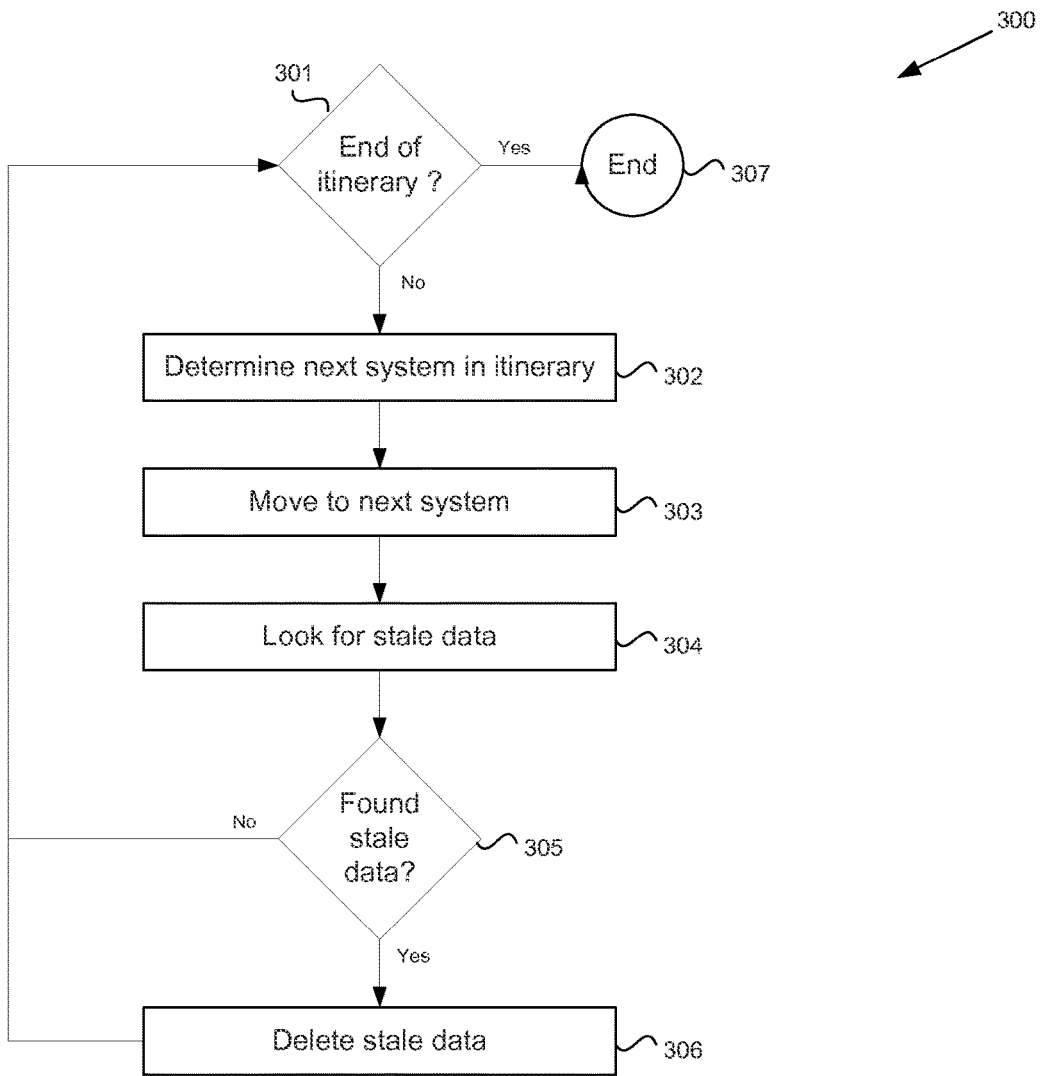 300
301
End of
itinerary ?
Yes
End
307
No
Determine next system in itinerary
302
Move to next system
303
Look for stale data
304
Found
stale
data?
No
305
Yes
Delete stale data
306